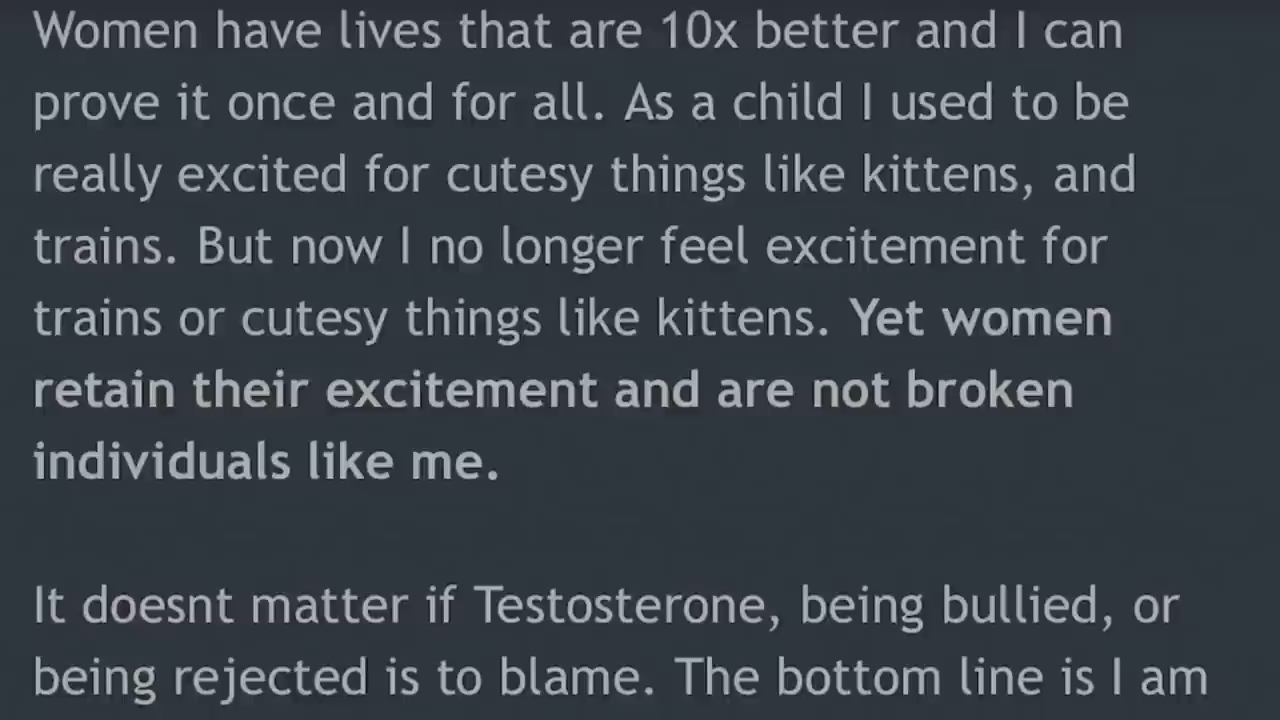 Women have lives that are 10x better and I can
prove it once and for all. As a child I used to be
really excited for cutesy things like kittens, and
trains. But now I no longer feel excitement for
trains or cutesy things like kittens. Yet women
retain their excitement and are not broken
individuals like me.
It doesnt matter if Testosterone, being bullied, or
being rejected is to blame. The bottom line is I am